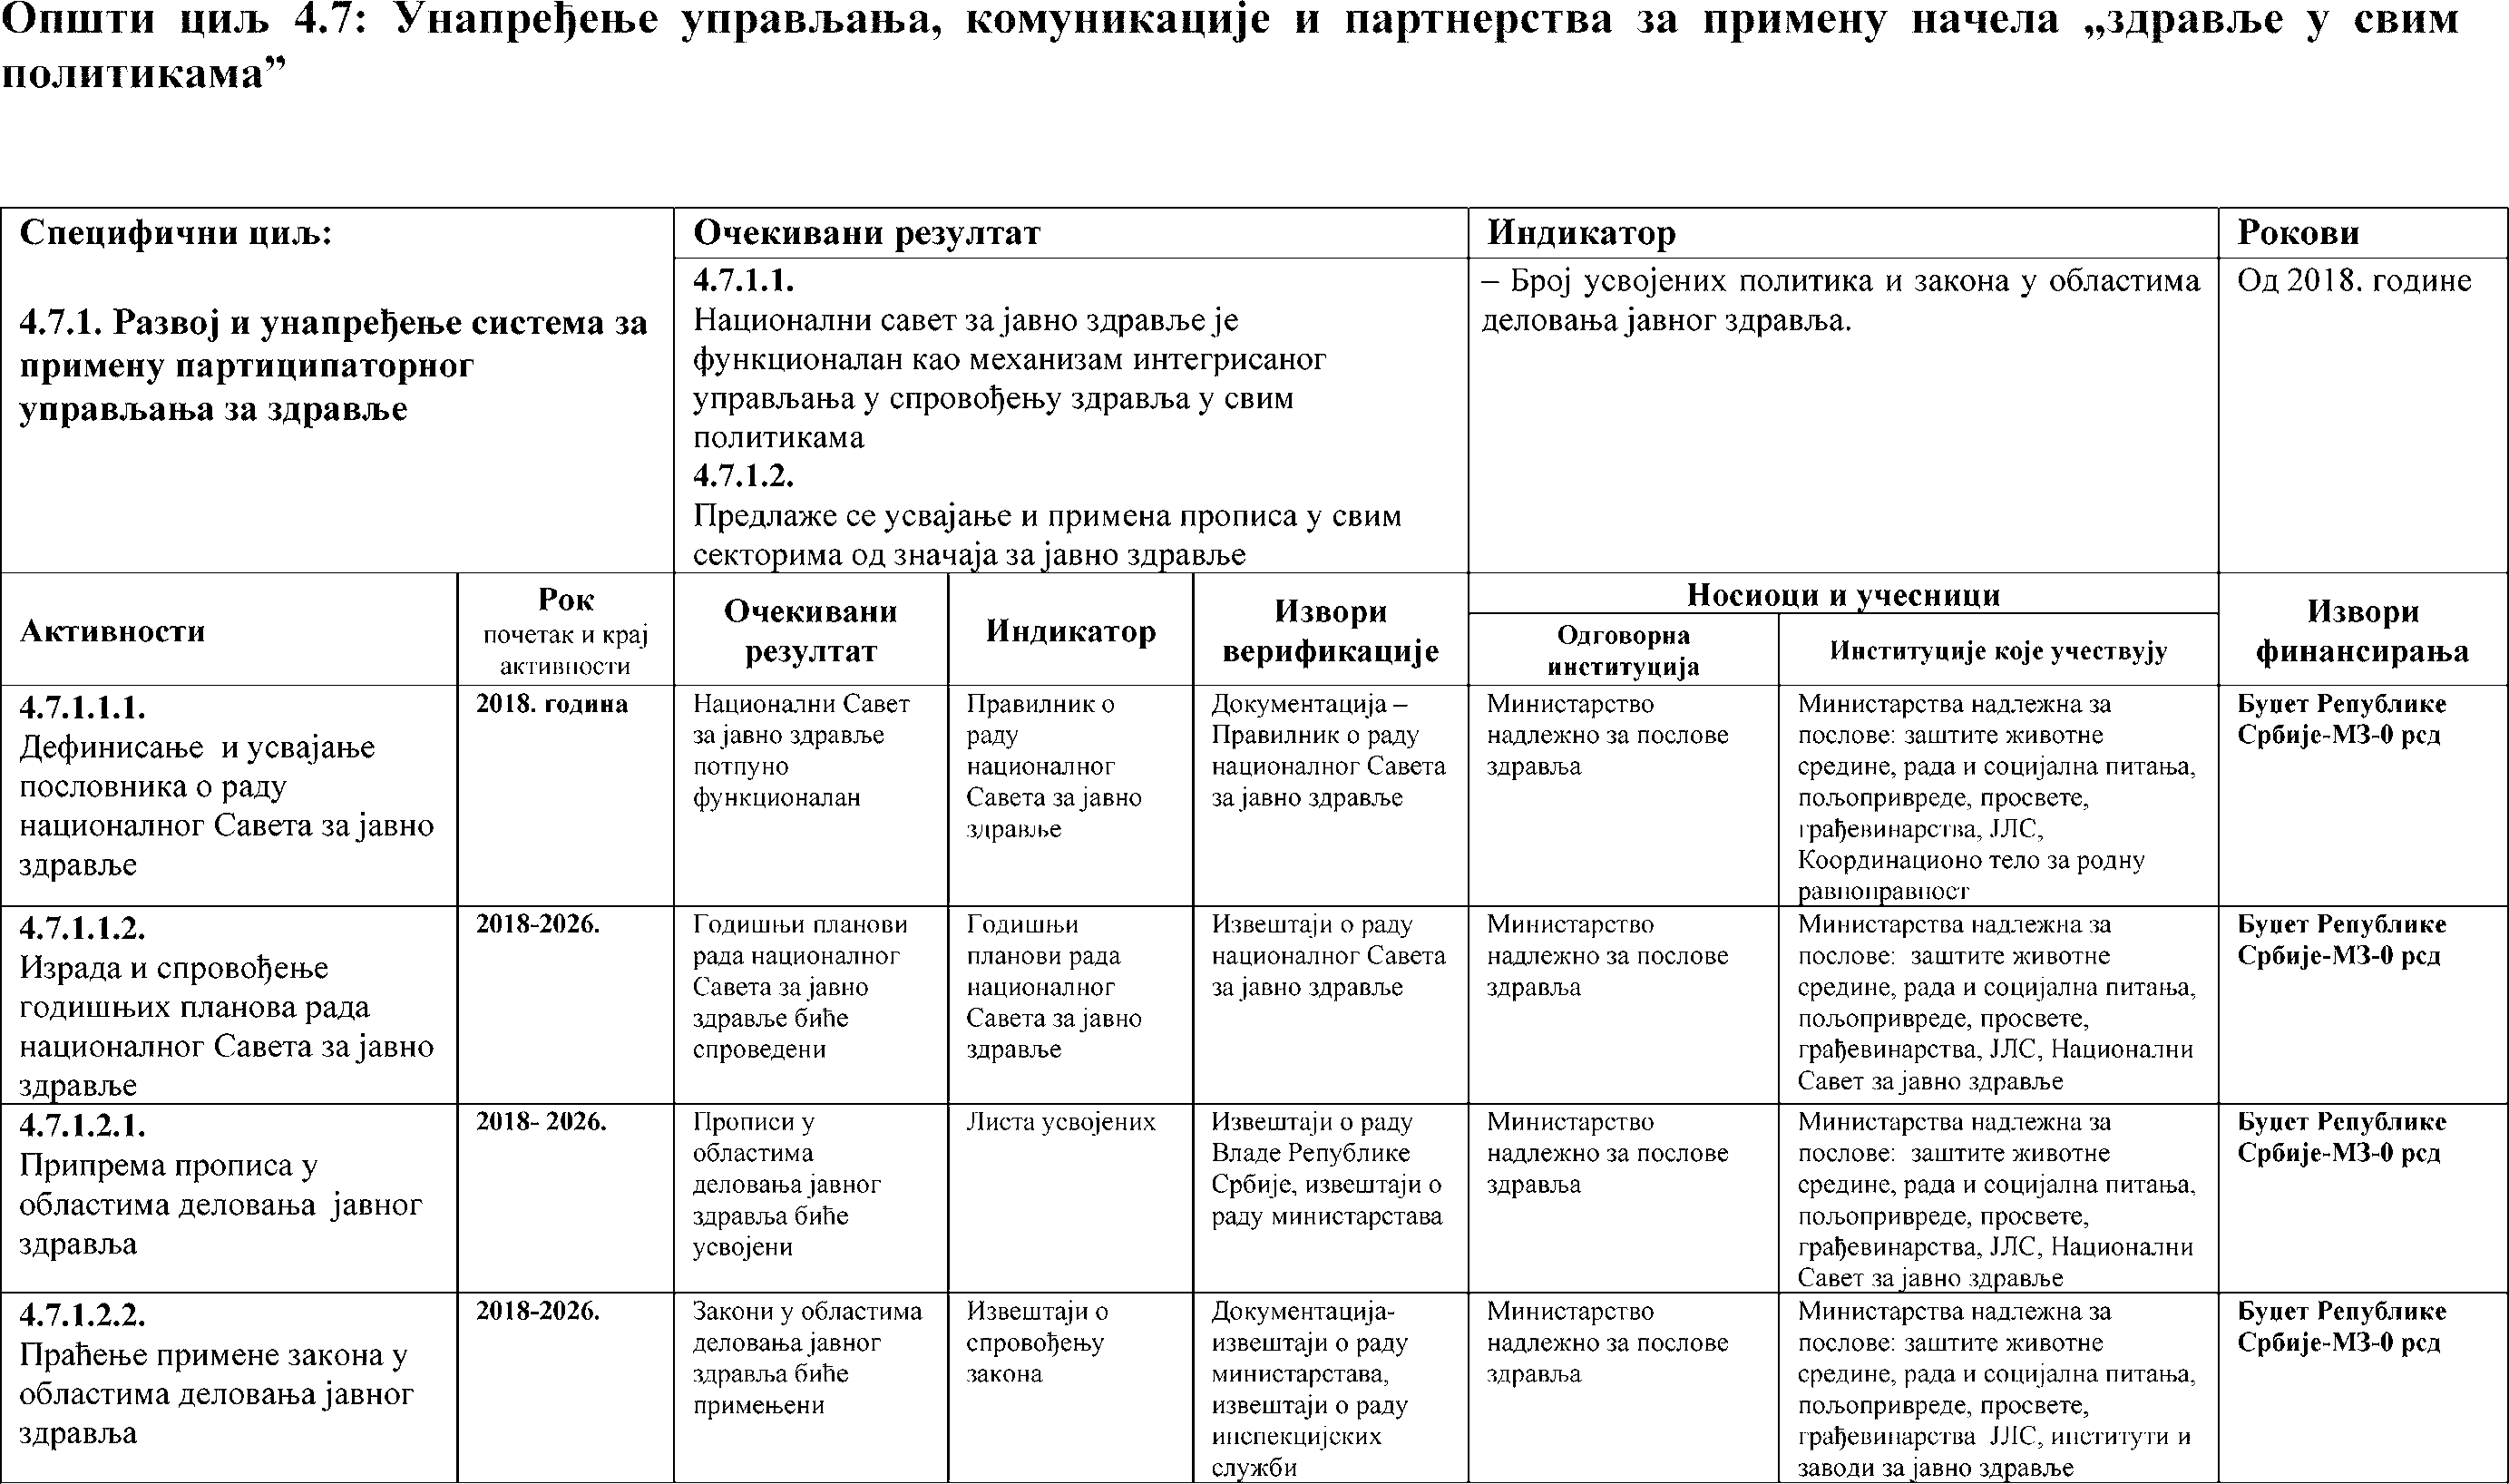 Општи циљ 4.7: Унапређење управљања, комуникације и партнерства за примену начела „здравље у свим
политикама”
Специфични циљ:
4.7.1. Развој и унапређење система за
примену партиципаторног
управљања за здравље
Очекивани резултат
4.7.1.1.
Национални савет за јавно здравље је
функционалан као механизам интегрисаног
управљања у спровођењу здравља у свим
политикама
4.7.1.2.
Предлаже се усвајање и примена прописа у свим
секторима од значаја за јавно здравље
Индикатор
– Број усвојених политика и закона у областима
деловања јавног здравља.
Рокови
Од 2018. године
Активности
Рок
почетак и крај
активности
Очекивани
резултат
Индикатор
Извори
верификације
Носиоци и учесници
Одговорна
институција
Институције које учествују
Извори
финансирања
4.7.1.1.1.
Дефинисање  и усвајање
пословника о раду
националног Савета за јавно
здравље
2018. година
Национални Савет
за јавно здравље
потпуно
функционалан
Правилник о
раду
националног
Савета за јавно
здравље
Документација –
Правилник о раду
националног Савета
за јавно здравље
Министарство
надлежно за послове
здравља
Министарства надлежна за
послове: заштите животне
средине, рада и социјална питања,
пољопривреде, просвете,
грађевинарства, ЈЛС,
Координационо тело за родну
равноправност
Буџет Републике
Србије-МЗ-0 рсд
4.7.1.1.2.
Израда и спровођење
годишњих планова рада
националног Савета за јавно
здравље
2018-2026.
Годишњи планови
рада националног
Савета за јавно
здравље биће
спроведени
Годишњи
планови рада
националног
Савета за јавно
здравље
Извештаји о раду
националног Савета
за јавно здравље
Министарство
надлежно за послове
здравља
Министарства надлежна за
послове:  заштите животне
средине, рада и социјална питања,
пољопривреде, просвете,
грађевинарства, ЈЛС, Национални
Савет за јавно здравље
Буџет Републике
Србије-МЗ-0 рсд
4.7.1.2.1.
Припрема прописа у
областима деловања  јавног
здравља
2018- 2026.
Прописи у
областима
деловања јавног
здравља биће
усвојени
Листа усвојених
Извештаји о раду
Владе Републике
Србије, извештаји о
раду министарстава
Министарство
надлежно за послове
здравља
Министарства надлежна за
послове:  заштите животне
средине, рада и социјална питања,
пољопривреде, просвете,
грађевинарства, ЈЛС, Национални
Савет за јавно здравље
Буџет Републике
Србије-МЗ-0 рсд
4.7.1.2.2.
Праћење примене закона у
областима деловања јавног
здравља
2018-2026.
Закони у областима
деловања јавног
здравља биће
примењени
Извештаји о
спровођењу
закона
Документација-
извештаји о раду
министарстава,
извештаји о раду
инспекцијских
служби
Министарство
надлежно за послове
здравља
Министарства надлежна за
послове: заштите животне
средине, рада и социјална питања,
пољопривреде, просвете,
грађевинарства  ЈЛС, институти и
заводи за јавно здравље
Буџет Републике
Србије-МЗ-0 рсд